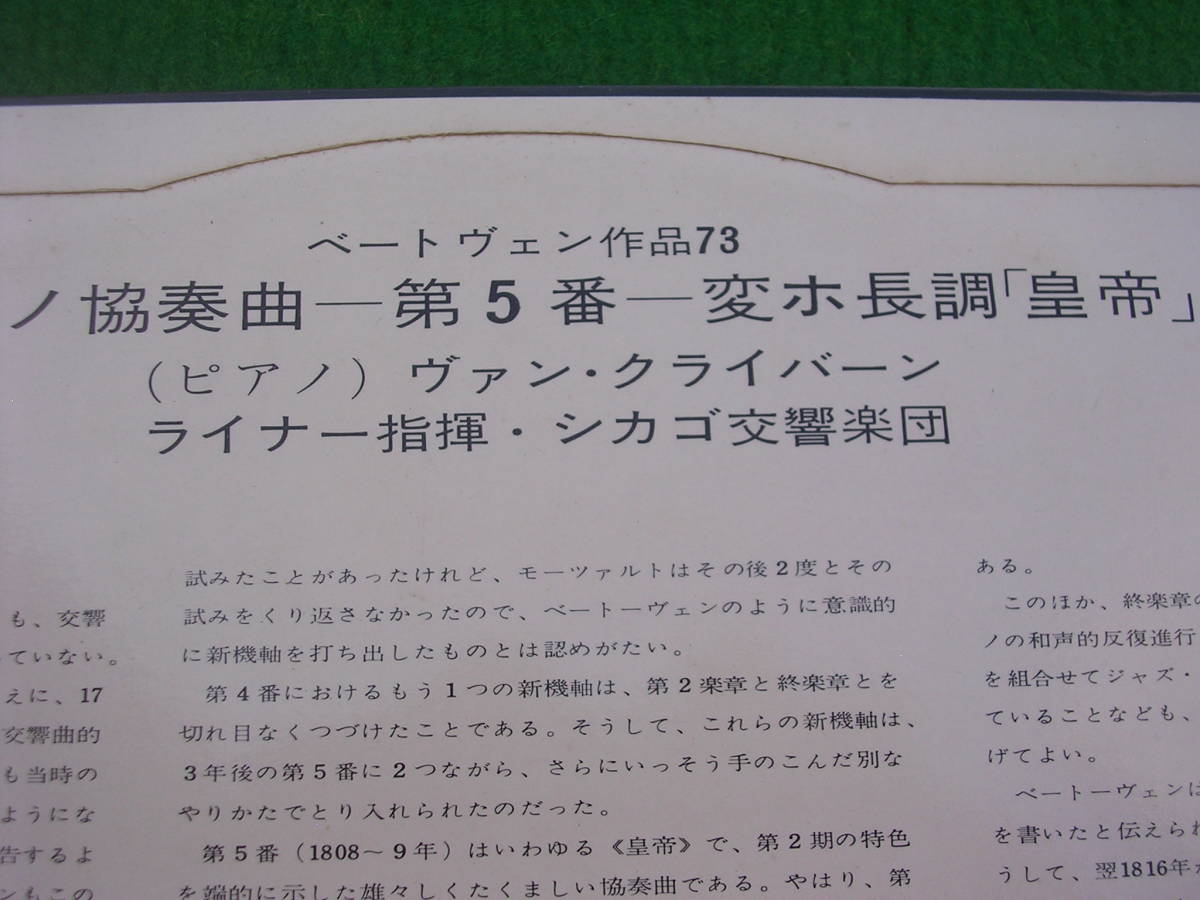 ベートヴェン作品73
ノ協奏曲―第5番―変ホ長調「皇帝」
(ピアノ) ヴァン・クライバーン
ライナー指揮・シカゴ交響楽団
も、交響
っていない。
えに、17
交響曲的
も当時の
ようにな
告するよ
ンもこの
試みたことがあったけれど、モーツァルトはその後2度とその
試みをくり返さなかったので、ベートーヴェンのように意識的
に新機軸を打ち出したものとは認めがたい。
第4番におけるもう1つの新機軸は、第2楽章と終楽章とを
切れ目なくつづけたことである。そうして、これらの新機軸は、
3年後の第5番に2つながら、さらにいっそう手のこんだ別な
やりかたでとり入れられたのだった。
第5番(1808～9年)はいわゆる《皇帝》で、第2期の特色
を端的に示した雄々しくたくましい協奏曲である。やはり、第
ある。
このほか、終楽章の
ノの和声的反復進行
を組合せてジャズ・
ていることなども、
げてよい。
ベートーヴェンは
を書いたと伝えられ
うして、翌1816年か